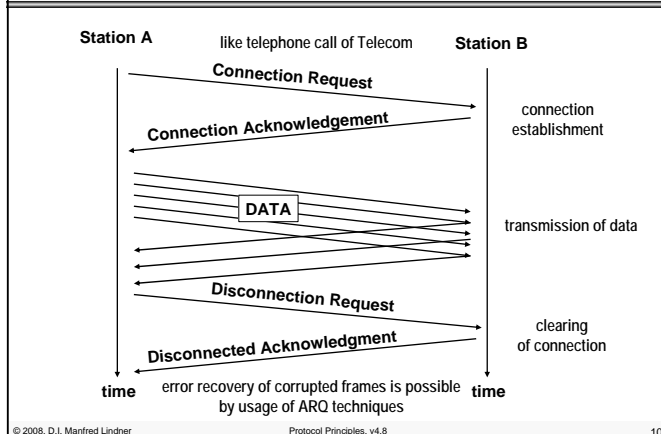 Station A
like telephone call of Telecom
Station B
Connection Request
Connection Acknowledgement
connection
establishment
DATA
transmission of data
Disconnection Request
Disconnected Acknowledgment
clearing
of connection
time
error recovery of corrupted frames is possible
by usage of ARQ techniques
time
© 2008, D.I. Manfred Lindner
Protocol Principles, v4.8
10